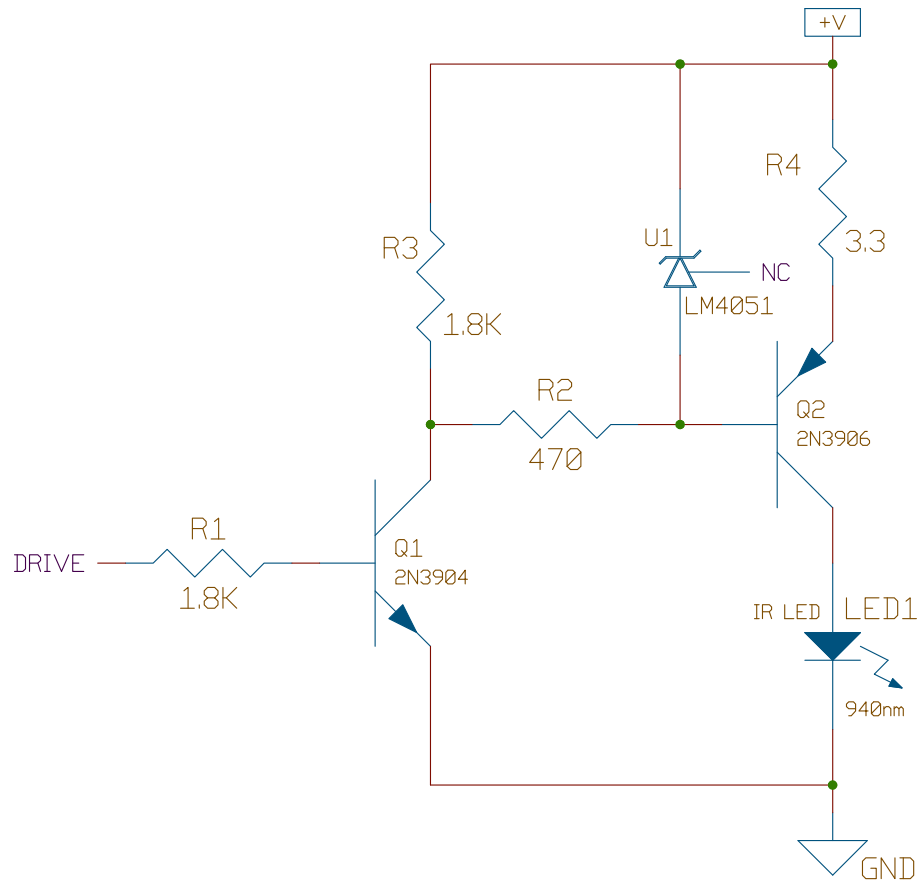 +V
R4
3.3
U1
NC
LM4051
R3
1.8K
R2
470
Q2
2N3906
R1
DRIVE
1.8K
Q1
2N3904
IR LED
LED1
940nm
GND